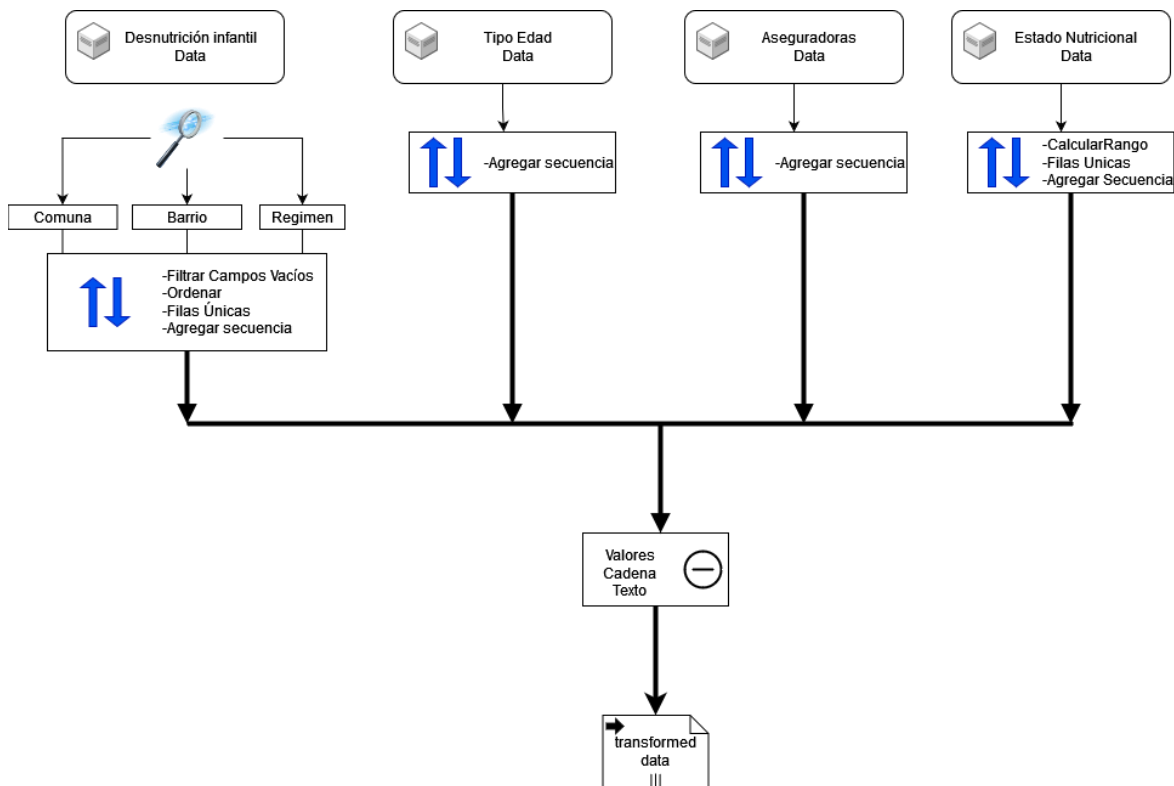 Desnutrición infantil
Data
Tipo Edad
Data
Aseguradoras
Data
Estado Nutricional
Data
-Agregar secuencia
-Agregar secuencia
-CalcularRango
-Filas Unicas
-Agregar Secuencia
Comuna
Barrio
Regimen
-Filtrar Campos Vacíos
-Ordenar
-Filas Únicas
-Agregar secuencia
Valores
Cadena
Texto
transformed
data